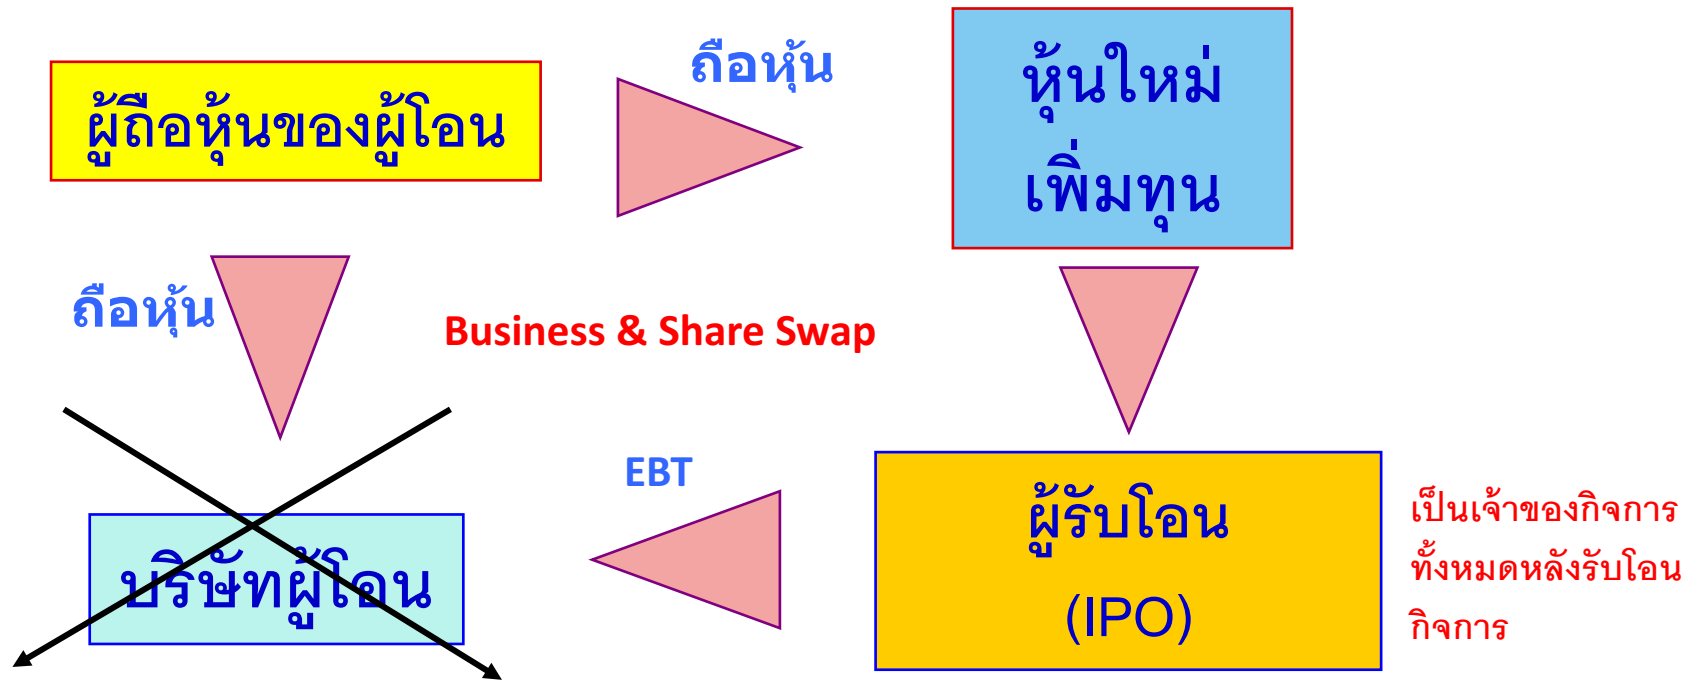 ถือหุ้น
ผู้ถือหุ้นของผู้โอน
หุ้นใหม่
เพิ่มทุน
ถือหุ้น
Business & Share Swap
EBT
บริษัทผู้โอน
ผู้รับโอน
(IPO)
เป็นเจ้าของกิจการ
ทั้งหมดหลังรับโอน
กิจการ